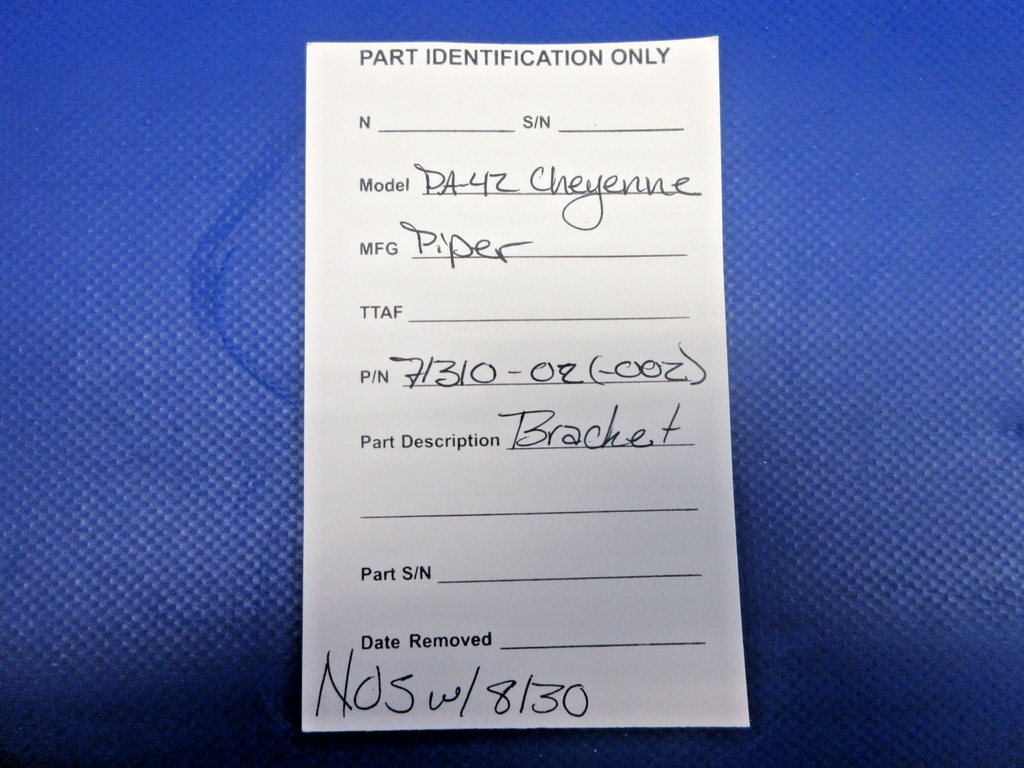 PART IDENTIFICATION ONLY
N S/N
Model PA-42 Cheyenne
MFG Piper
TTAF
P/N 71310-02 (-002)
Part Description Bracket
Part S/N
Date Removed
NOS w/ 8130